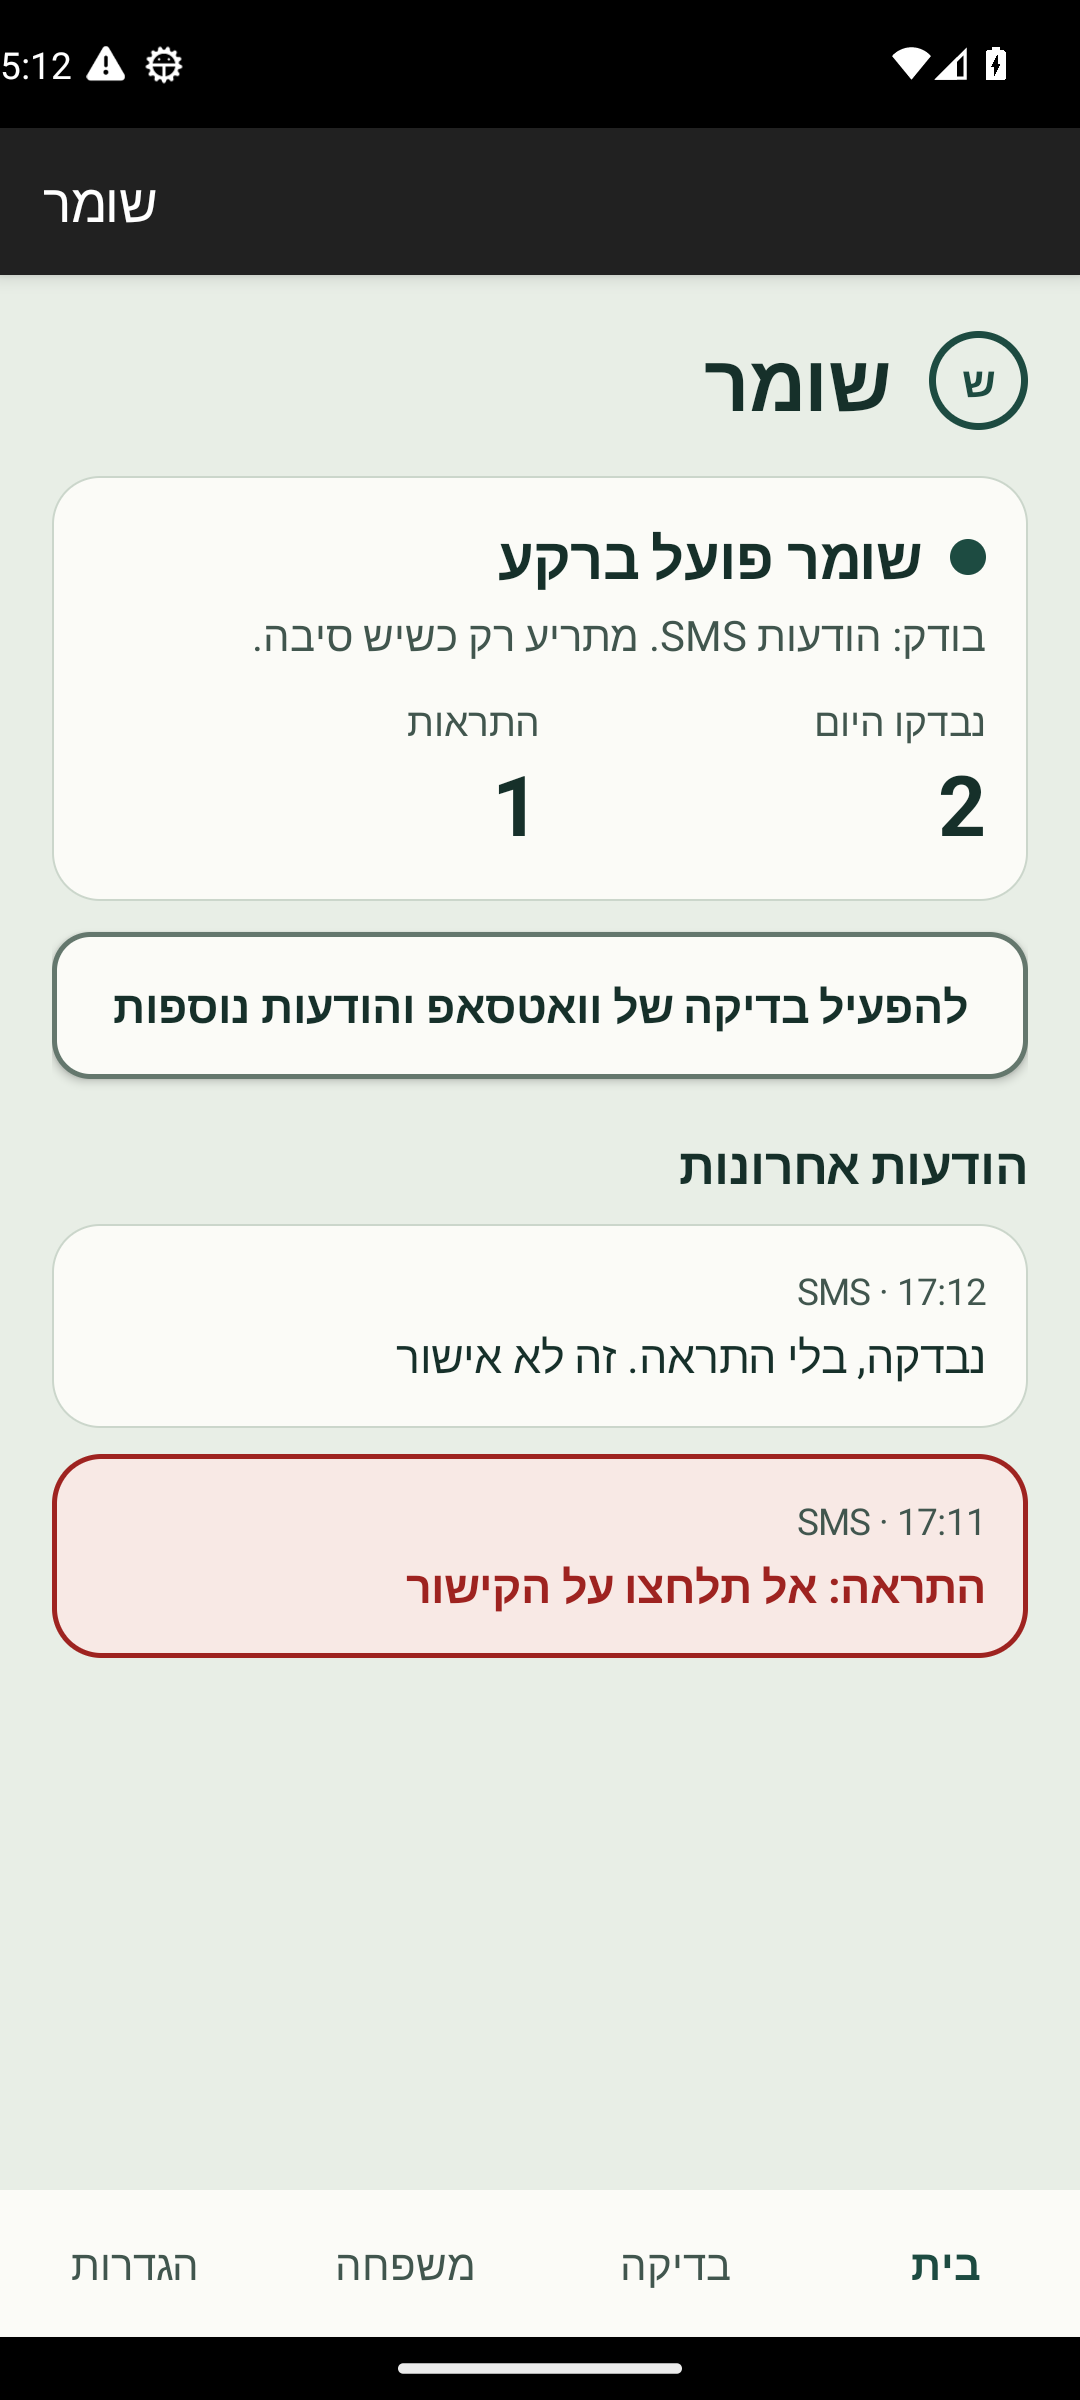 5:12
שומר
ש
שומר
שומר פועל ברקע
בודק: הודעות SMS. מתריע רק כשיש סיבה.
נבדקו היום
התראות
2
1
להפעיל בדיקה של וואטסאפ והודעות נוספות
הודעות אחרונות
SMS · 17:12
נבדקה, בלי התראה. זה לא אישור
SMS · 17:11
התראה: אל תלחצו על הקישור
בית
בדיקה
משפחה
הגדרות